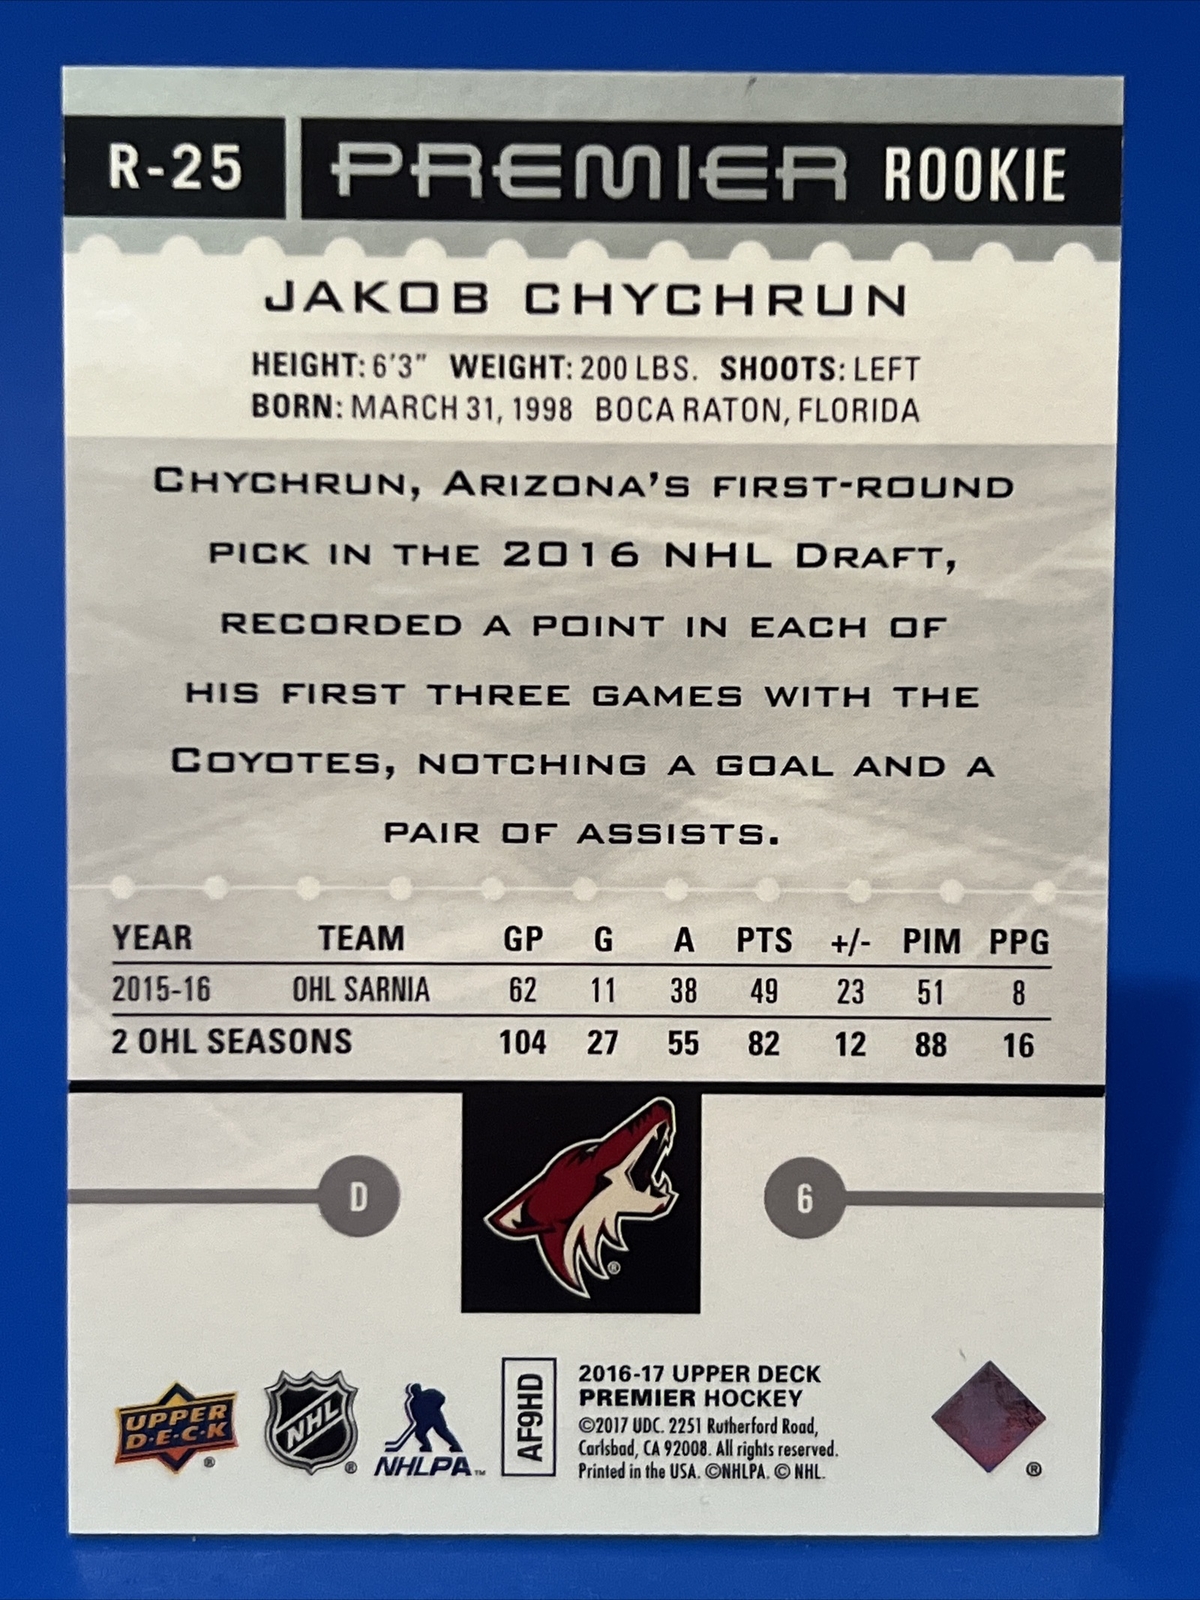 R-25 PREMIER ROOKIE
JAKOB CHYCHRUN
HEIGHT: 6'3" WEIGHT: 200 LBS. SHOOTS: LEFT
BORN: MARCH 31, 1998 BOCA RATON, FLORIDA
CHYCHRUN, ARIZONA'S FIRST-ROUND
PICK IN THE 2016 NHL DRAFT,
RECORDED A POINT IN EACH OF
HIS FIRST THREE GAMES WITH THE
COYOTES, NOTCHING A GOAL AND A
PAIR OF ASSISTS.
YEAR TEAM GP G A PTS +/- PIM PPG
2015-16 OHL SARNIA 62 11 38 49 23 51 8
2 OHL SEASONS 104 27 55 82 12 88 16
D
®
6
UPPER
D·E·C·K
®
NHL
®
NHLPA™
AF9HD
2016-17 UPPER DECK
PREMIER HOCKEY
©2017 UDC. 2251 Rutherford Road,
Carlsbad, CA 92008. All rights reserved.
Printed in the USA. ©NHLPA. © NHL.
®